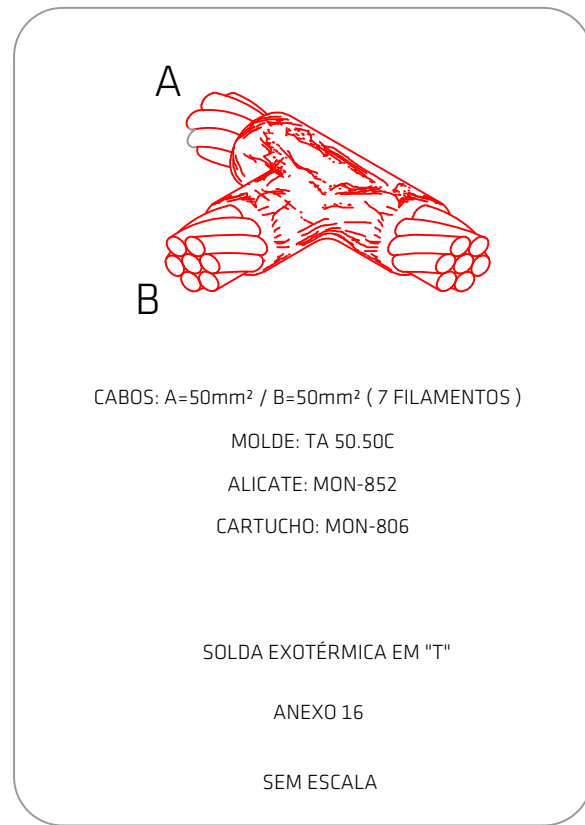 A
B
CABOS: A=50mm² / B=50mm² ( 7 FILAMENTOS )
MOLDE: TA 50.50C
ALICATE: MON-852
CARTUCHO: MON-806
SOLDA EXOTÉRMICA EM "T"
ANEXO 16
SEM ESCALA